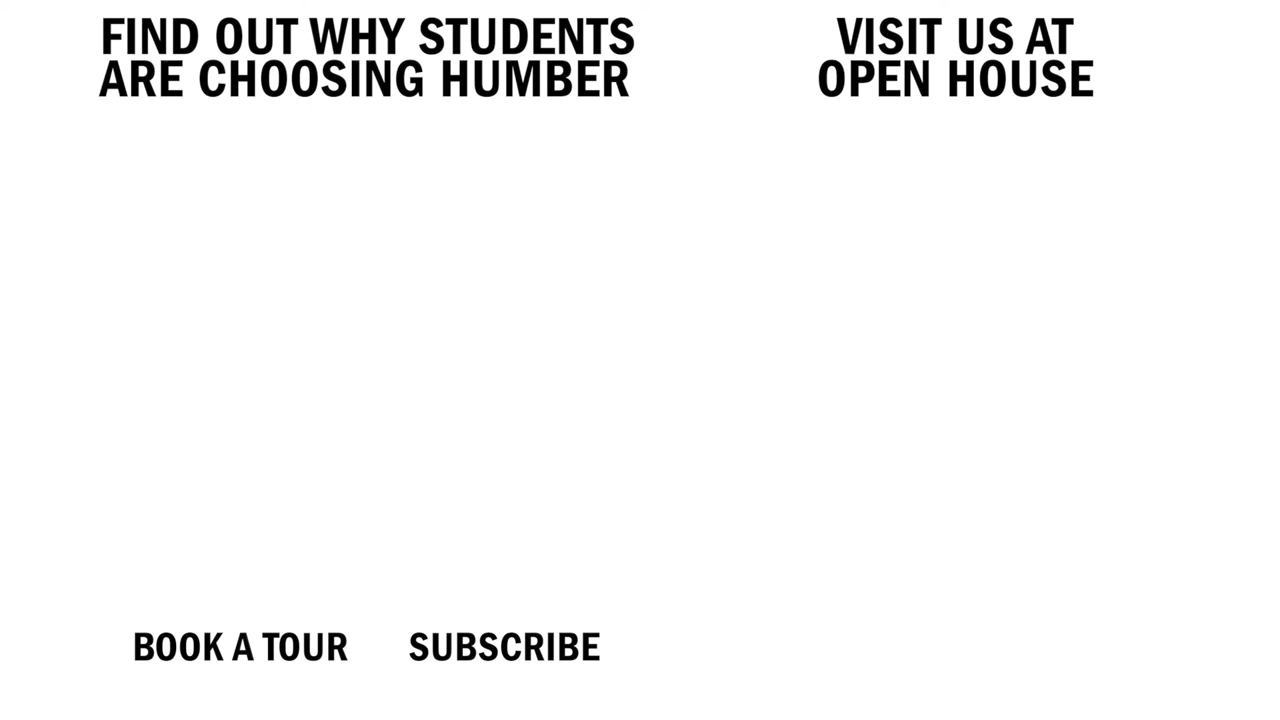 FIND OUT WHY STUDENTS
ARE CHOOSING HUMBER
VISIT US AT
OPEN HOUSE
BOOK A TOUR
SUBSCRIBE